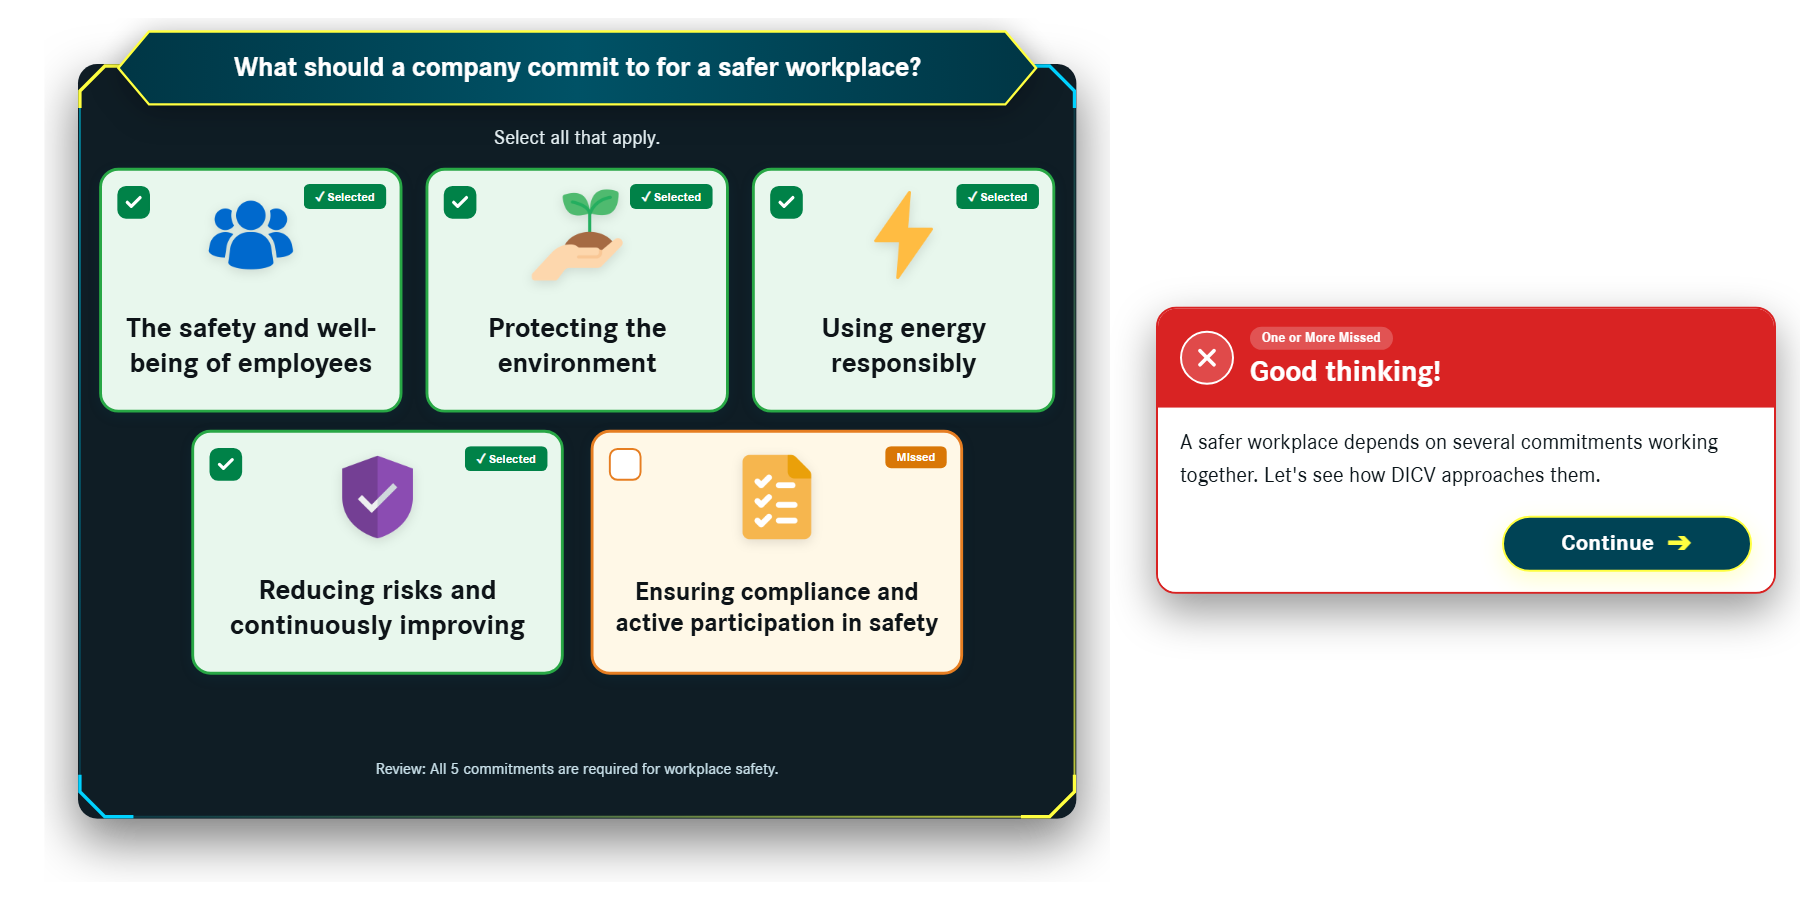 What should a company commit to for a safer workplace?
Select all that apply.
✓ Selected
The safety and well-
being of employees
✓ Selected
Protecting the
environment
✓ Selected
Using energy
responsibly
✓ Selected
Reducing risks and
continuously improving
Missed
Ensuring compliance and
active participation in safety
Review: All 5 commitments are required for workplace safety.
One or More Missed
Good thinking!
A safer workplace depends on several commitments working
together. Let's see how DICV approaches them.
Continue ➔